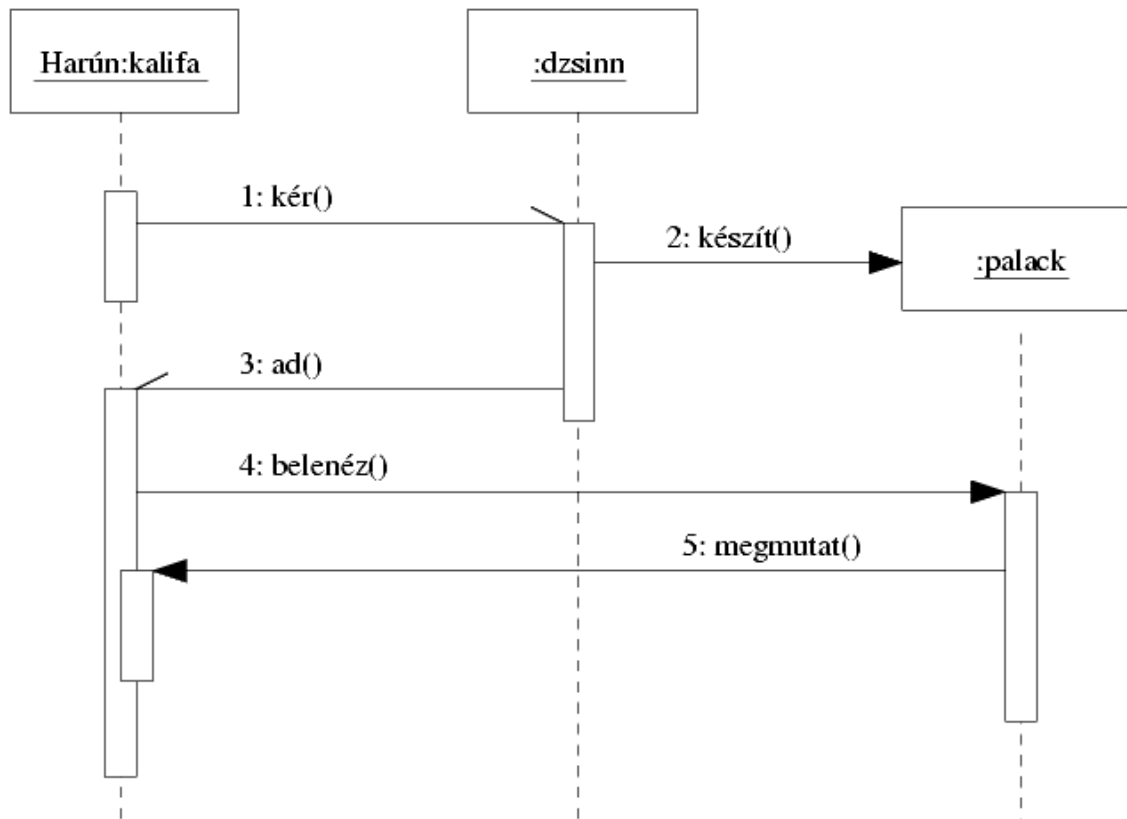 Harún:kalifa
:dzsinn
1: kér()
2: készít()
:palack
3: ad()
4: belenéz()
5: megmutat()